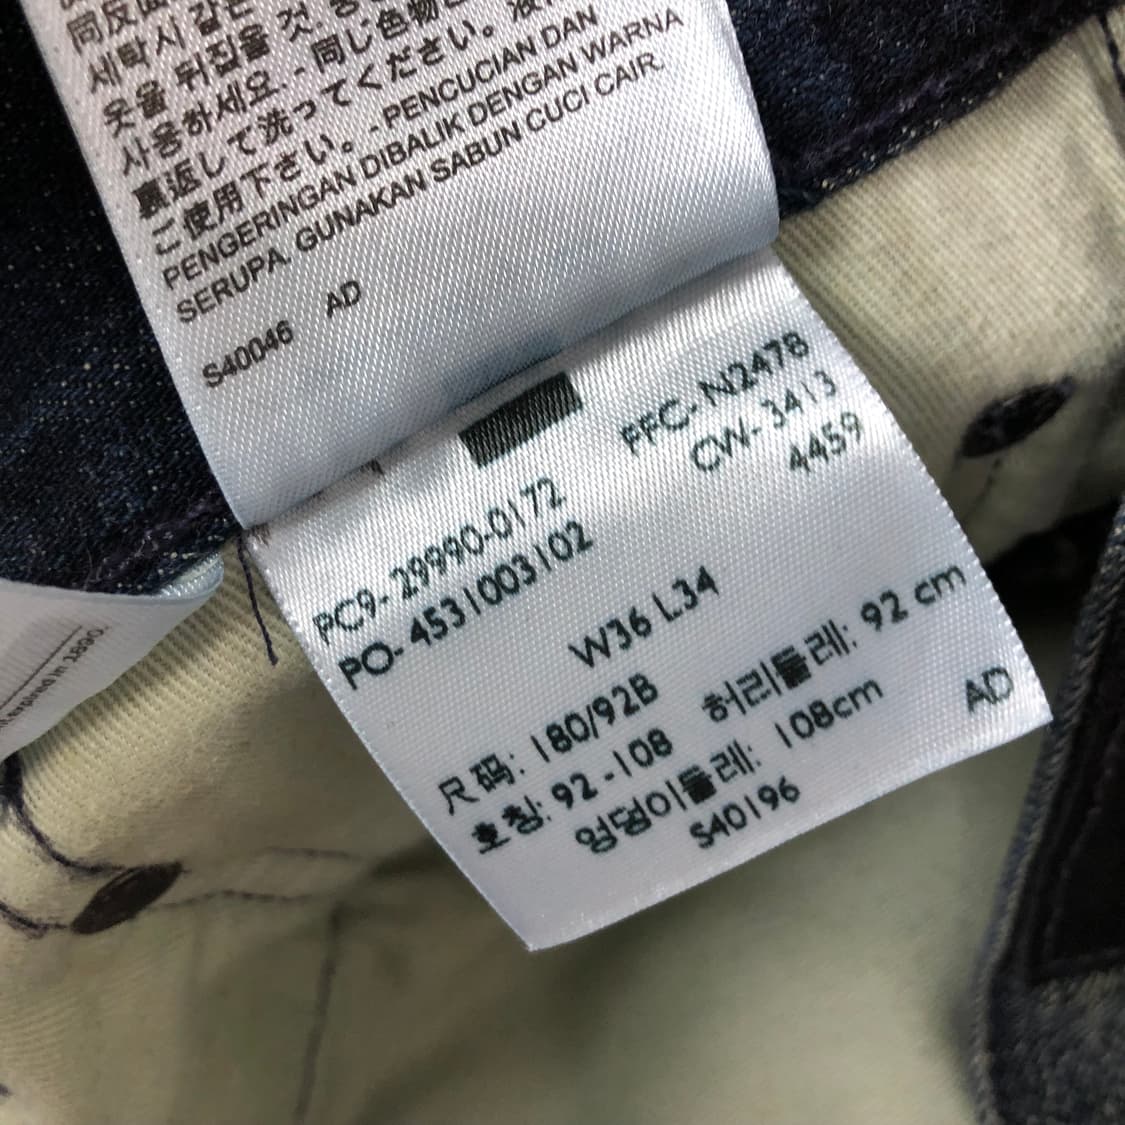 同反面
세탁시 같은
옷을 뒤집을 것.
사용하세요. - 同じ色物と
裏返して洗ってください。液体
ご使用下さい。 - PENCUCIAN DAN
PENGERINGAN DIBALIK DENGAN WARNA
SERUPA. GUNAKAN SABUN CUCI CAIR.
S40046 AD
FFC- N2478
CW- 3413
4459
PC9- 29990-0172
PO- 4531003102
W36 L34
尺码: 180/92B
호칭: 92 -108 허리둘레: 92 cm
엉덩이둘레: 108cm
S40196 AD